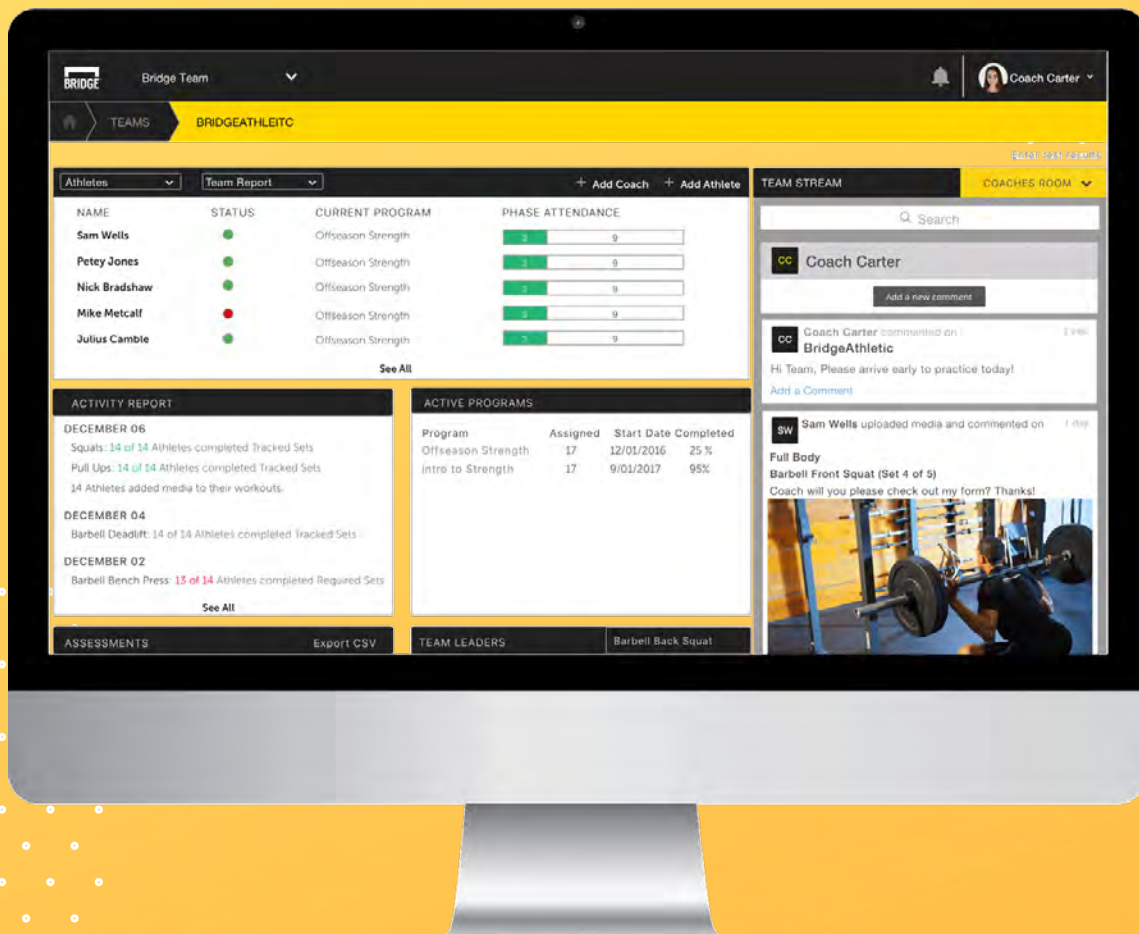 BRIDGE
Bridge Team
Coach Carter
TEAMS
BRIDGEATHLEITC
Enter test results
Athletes
Team Report
+ Add Coach
+ Add Athlete
NAME STATUS CURRENT PROGRAM PHASE ATTENDANCE
Sam Wells Offseason Strength 3 9
Petey Jones Offseason Strength 3 9
Nick Bradshaw Offseason Strength 3 9
Mike Metcalf Offseason Strength 3 9
Julius Camble Offseason Strength 3 9
See All
ACTIVITY REPORT
DECEMBER 06
Squats: 14 of 14 Athletes completed Tracked Sets
Pull Ups: 14 of 14 Athletes completed Tracked Sets
14 Athletes added media to their workouts.
DECEMBER 04
Barbell Deadlift: 14 of 14 Athletes completed Tracked Sets
DECEMBER 02
Barbell Bench Press: 13 of 14 Athletes completed Required Sets
See All
ACTIVE PROGRAMS
Program Assigned Start Date Completed
Offseason Strength 17 12/01/2016 25 %
intro to Strength 17 9/01/2017 95%
ASSESSMENTS
Export CSV
TEAM LEADERS
Barbell Back Squat
TEAM STREAM
COACHES ROOM
Search
CC Coach Carter
Add a new comment
CC Coach Carter commented on
BridgeAthletic
Hi Team, Please arrive early to practice today!
Add a Comment
SW Sam Wells uploaded media and commented on 1 day
Full Body
Barbell Front Squat (Set 4 of 5)
Coach will you please check out my form? Thanks!